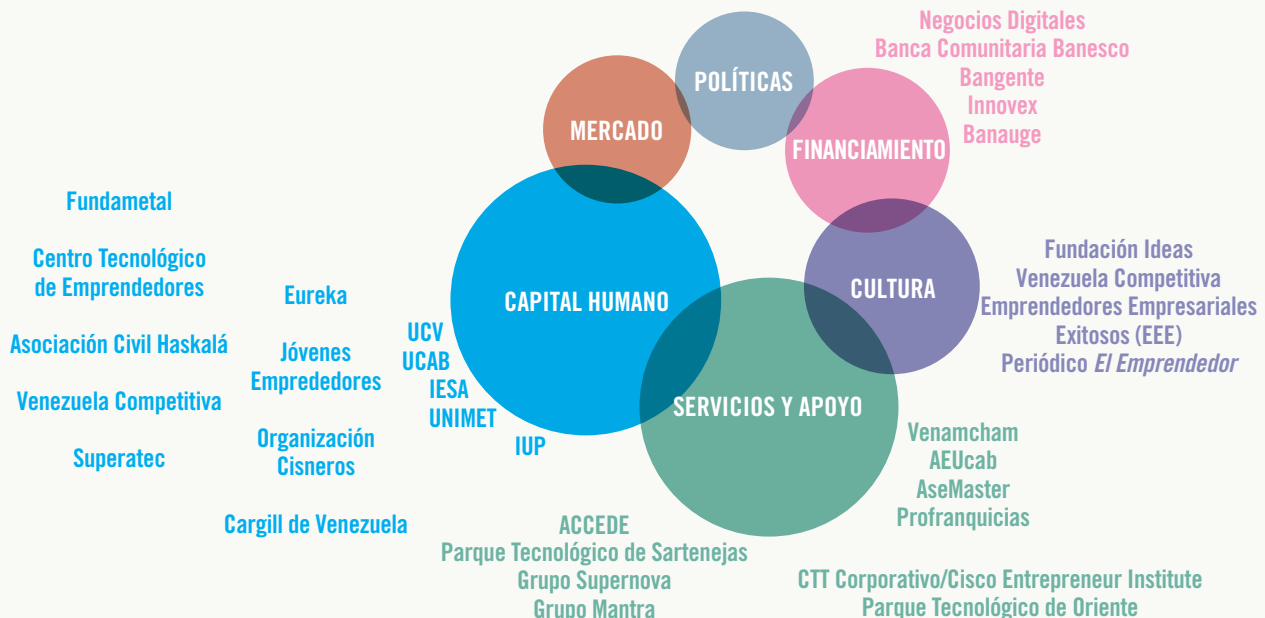 Negocios Digitales
Banca Comunitaria Banesco
Bangente
Innovex
Banauge
POLÍTICAS
MERCADO
FINANCIAMIENTO
Fundametal
Centro Tecnológico
de Emprendedores
Asociación Civil Haskalá
Venezuela Competitiva
Superatec
Eureka
Jóvenes
Empredores
Organización
Cisneros
Cargill de Venezuela
UCV
UCAB
IESA
UNIMET
IUP
CAPITAL HUMANO
CULTURA
Fundación Ideas
Venezuela Competitiva
Emprendedores Empresariales
Exitosos (EEE)
Periódico El Emprendedor
SERVICIOS Y APOYO
Venamcham
AEUcab
AseMaster
Profranquicias
ACCEDE
Parque Tecnológico de Sartenejas
Grupo Supernova
Grupo Mantra
CTT Corporativo/Cisco Entrepreneur Institute
Parque Tecnológico de Oriente